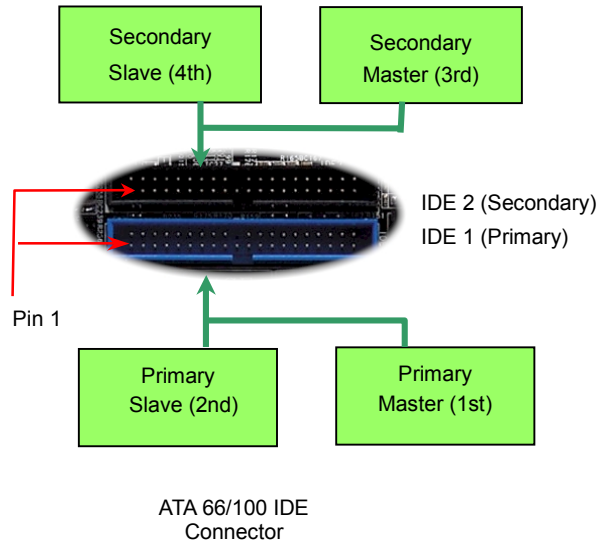 Secondary
Slave (4th)
Secondary
Master (3rd)
IDE 2 (Secondary)
IDE 1 (Primary)
Pin 1
Primary
Slave (2nd)
Primary
Master (1st)
ATA 66/100 IDE
Connector